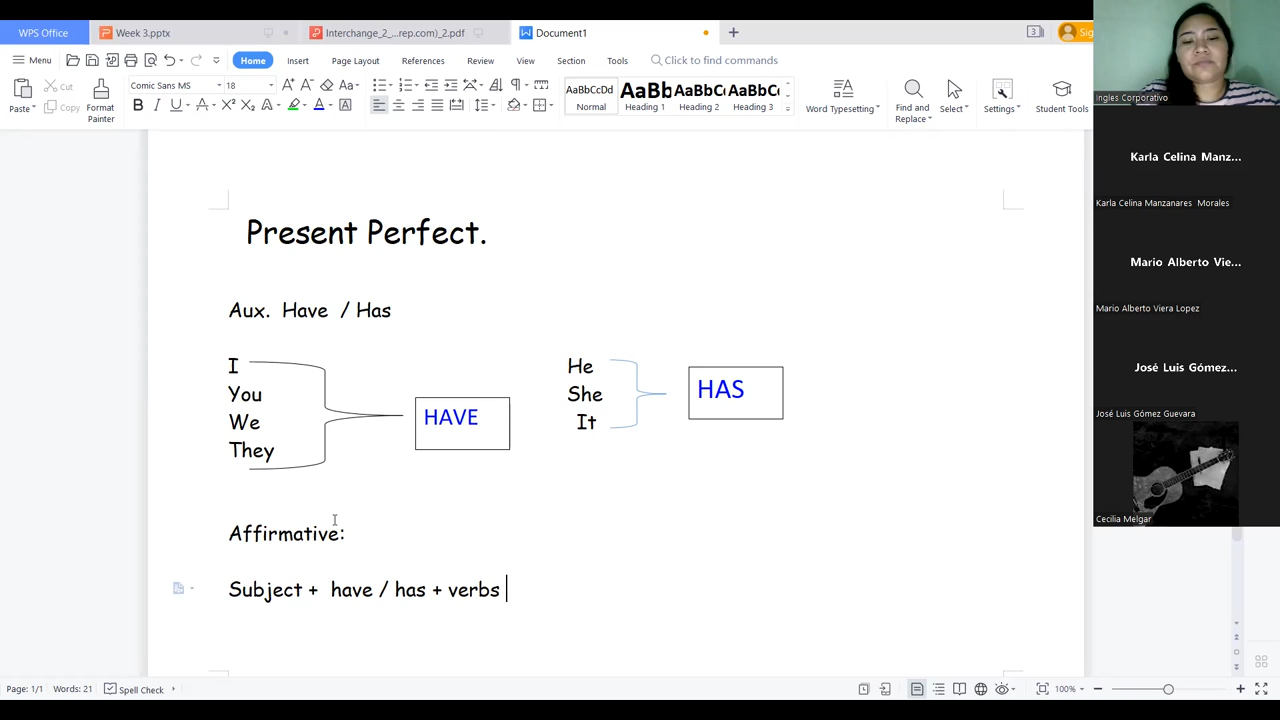 WPS Office
Week 3.pptx
Interchange_2_...rep.com)_2.pdf
Document1
Menu
Home
Insert
Page Layout
References
Review
View
Section
Tools
Click to find commands
Paste
Cut
Copy
Format Painter
Comic Sans MS
18
AaBbCcDd
Normal
AaBb
Heading 1
AaBbC
Heading 2
AaBbC
Heading 3
Word Typesetting
Find and Replace
Select
Settings
Student Tools
Present Perfect.
Aux. Have / Has
I
You
We
They
HAVE
He
She
It
HAS
Affirmative:
Subject + have / has + verbs
Page: 1/1
Words: 21
Spell Check
100%
Ingles Corporativo
Karla Celina Manz...
Karla Celina Manzanares Morales
Mario Alberto Vie...
Mario Alberto Viera Lopez
José Luis Gómez...
José Luis Gómez Guevara
Cecilia Melgar